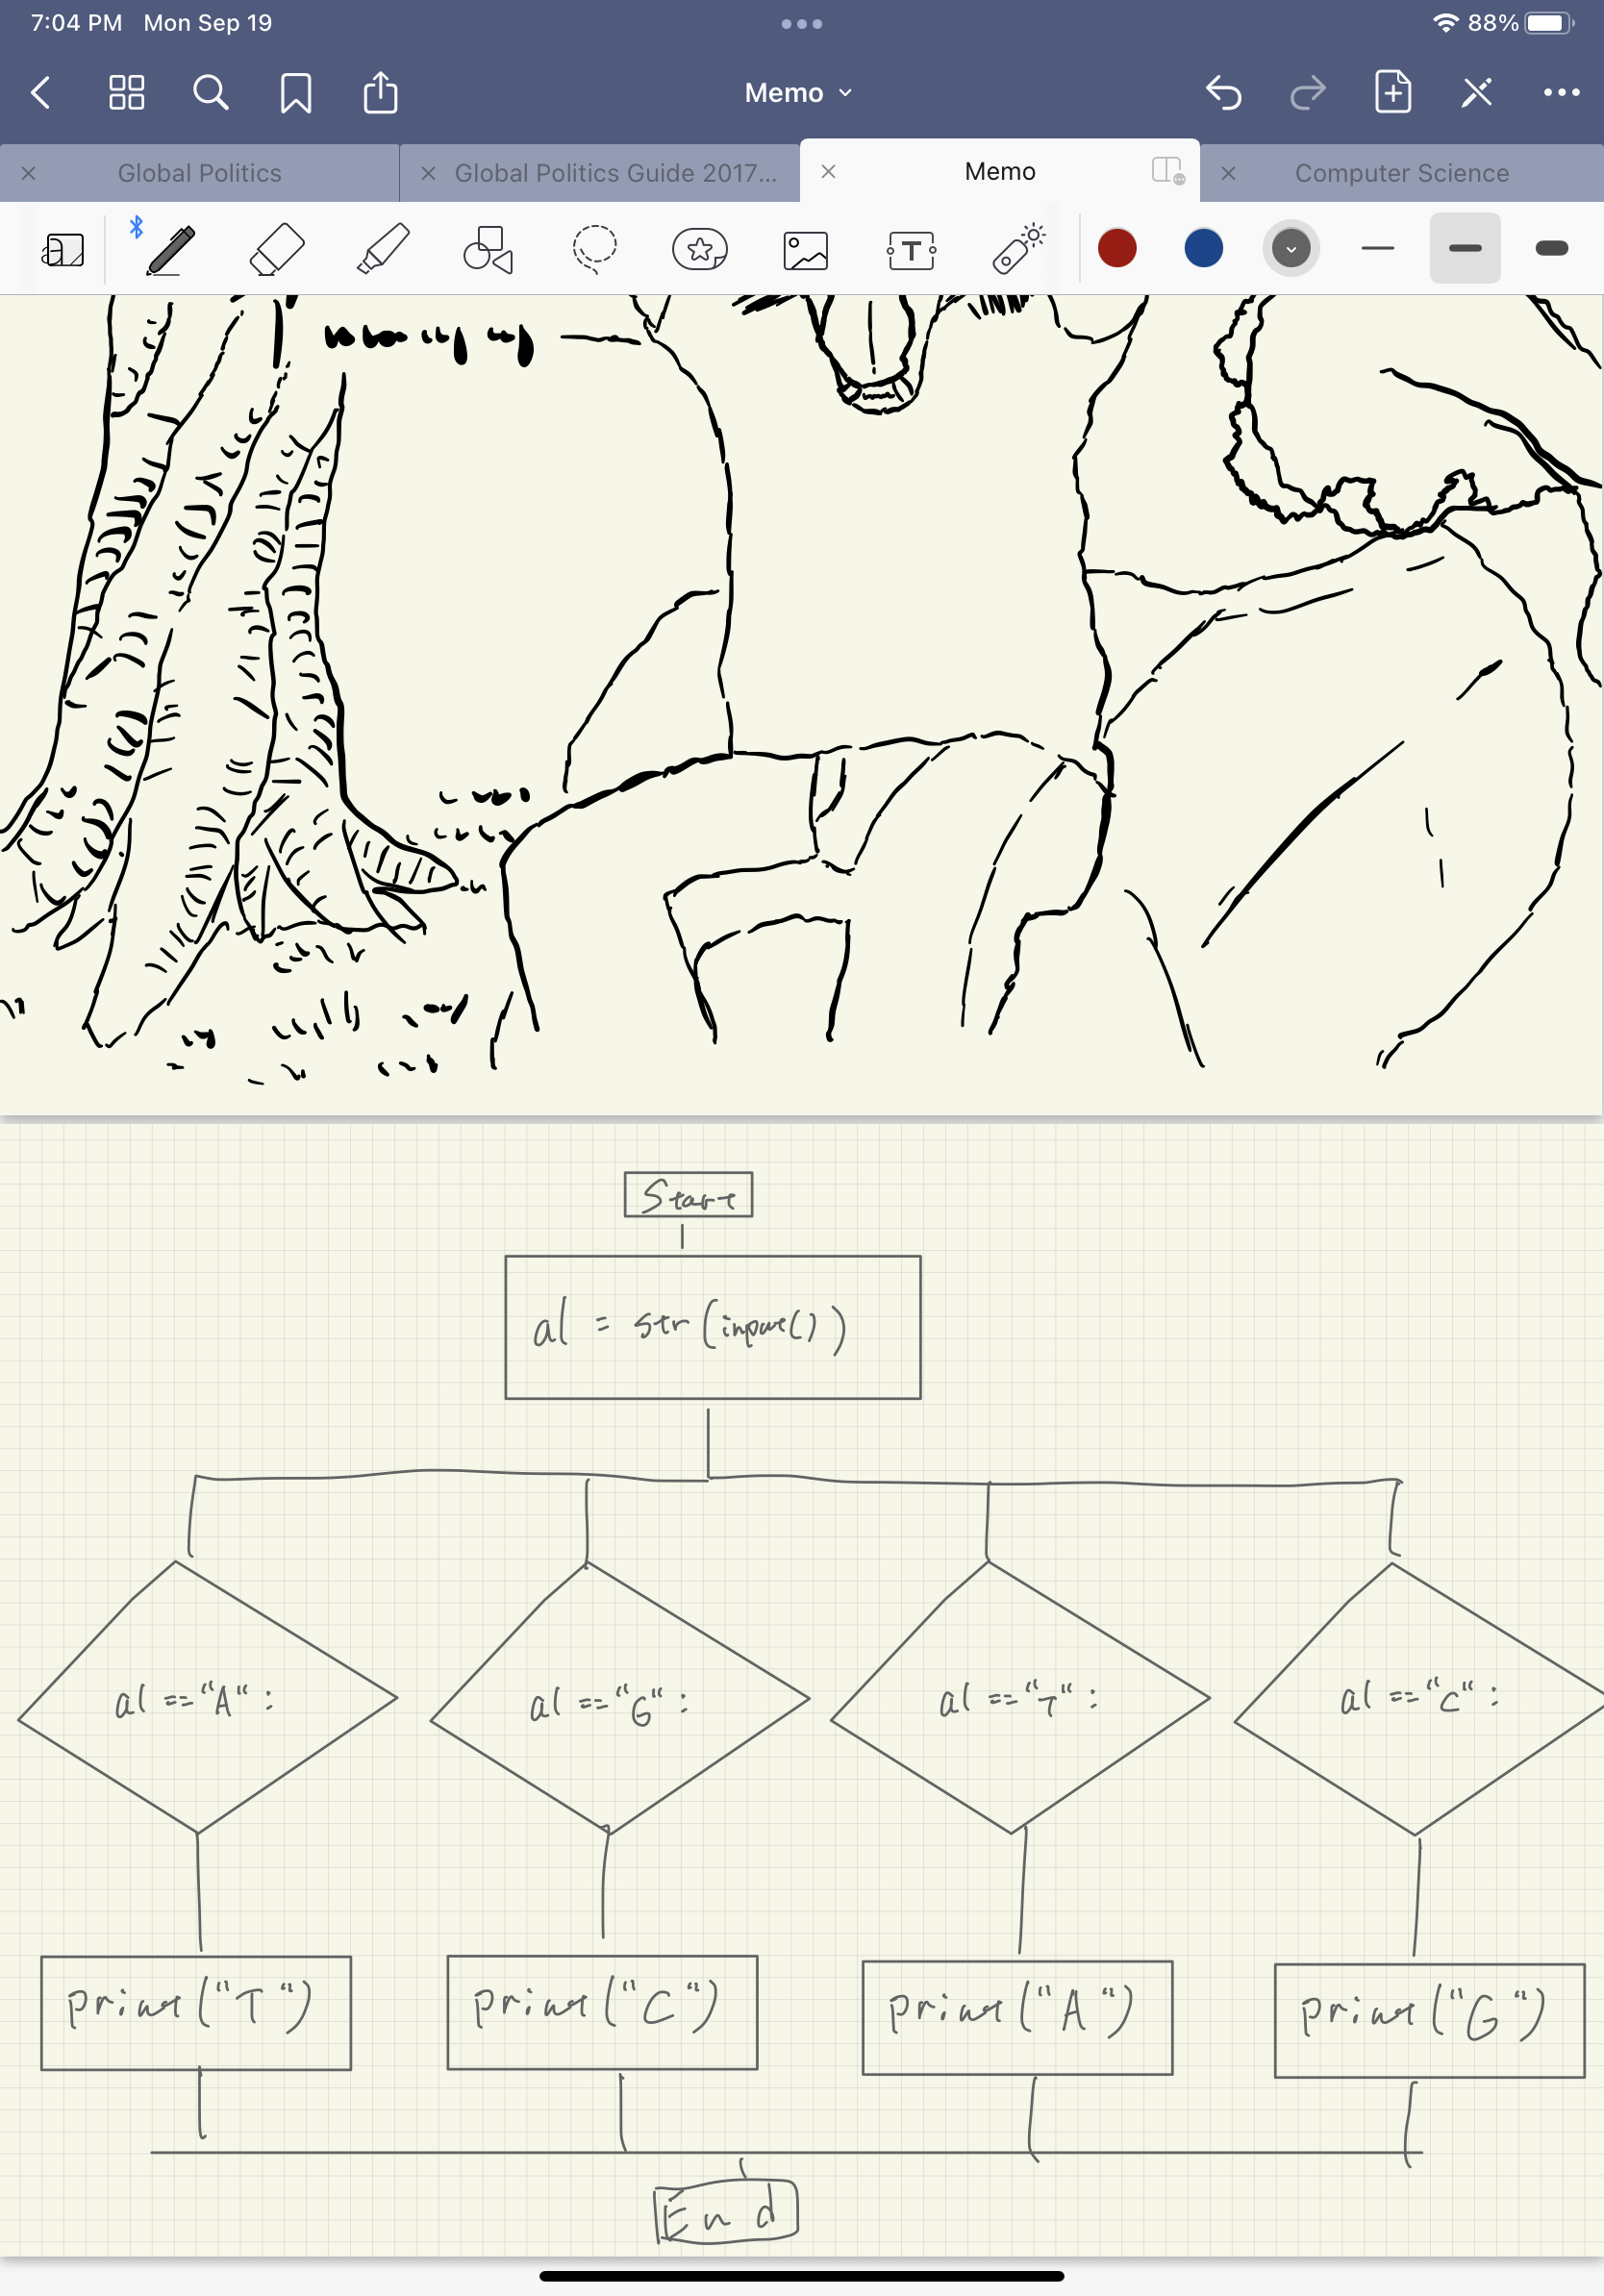 7:04 PM Mon Sep 19
88%
Memo
Global Politics
Global Politics Guide 2017...
Memo
Computer Science
T
Start
al = str(input())
al =="A":
al =="G":
al =="T":
al =="C":
print("T")
print("C")
print("A")
print("G")
End